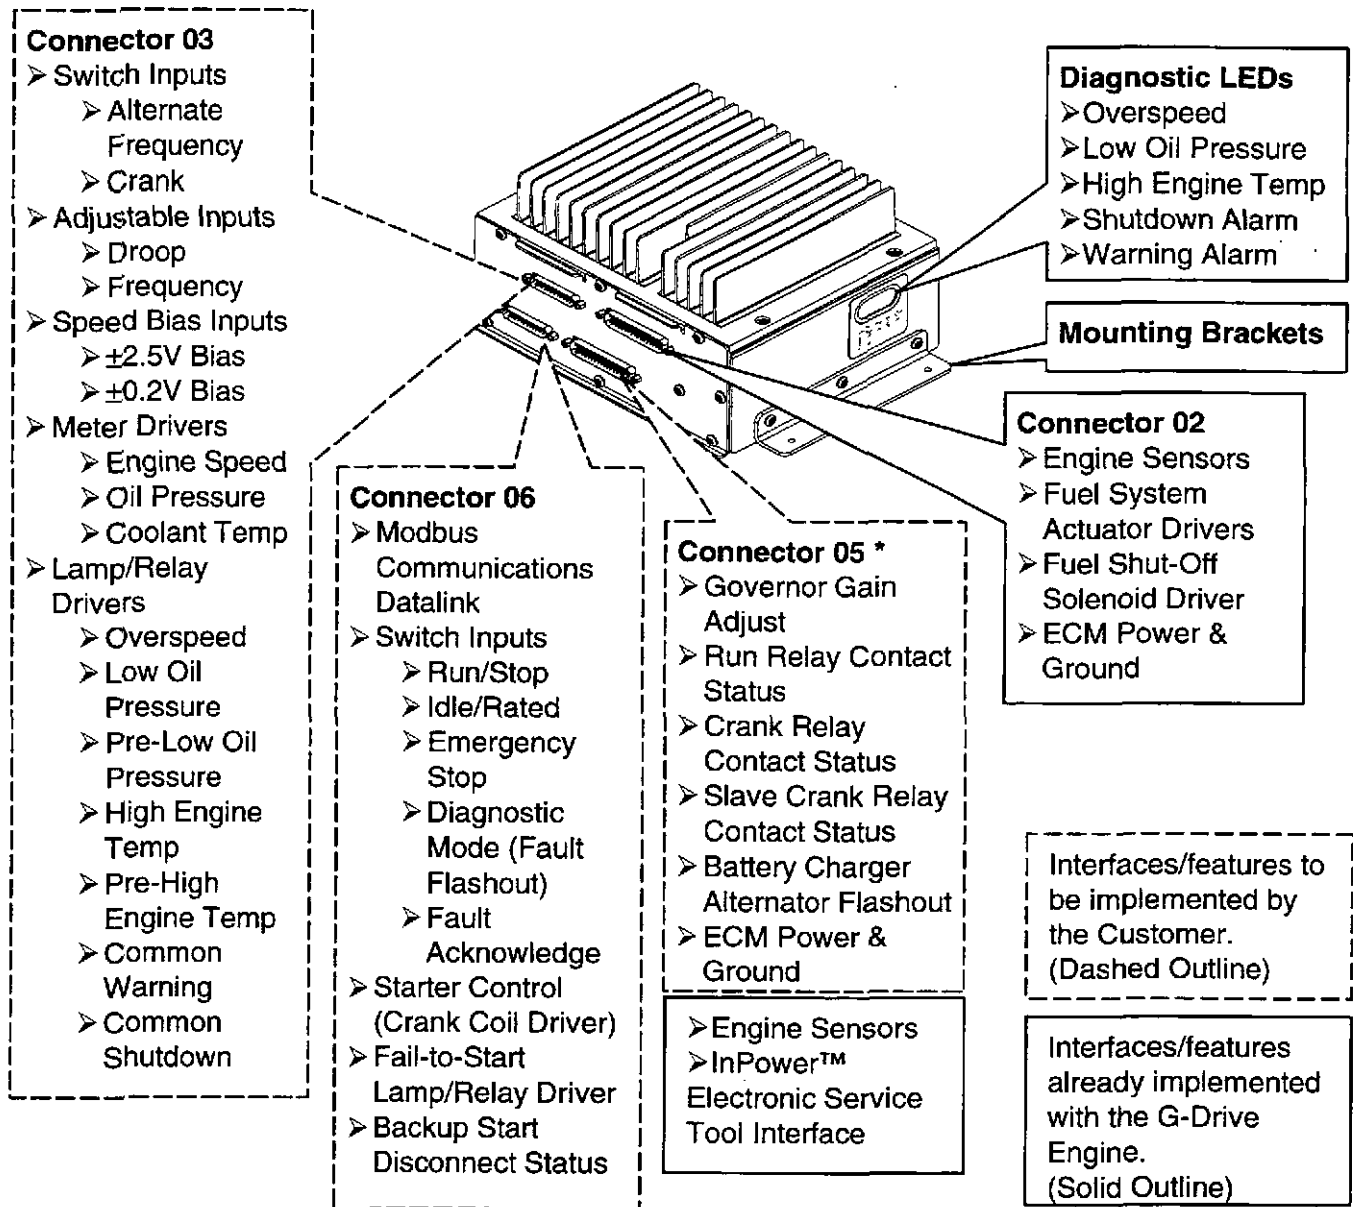 Connector 03
➢ Switch Inputs
➢ Alternate
Frequency
➢ Crank
➢ Adjustable Inputs
➢ Droop
➢ Frequency
➢ Speed Bias Inputs
➢ ±2.5V Bias
➢ ±0.2V Bias
➢ Meter Drivers
➢ Engine Speed
➢ Oil Pressure
➢ Coolant Temp
➢ Lamp/Relay
Drivers
➢ Overspeed
➢ Low Oil
Pressure
➢ Pre-Low Oil
Pressure
➢ High Engine
Temp
➢ Pre-High
Engine Temp
➢ Common
Warning
➢ Common
Shutdown
Connector 06
➢ Modbus
Communications
Datalink
➢ Switch Inputs
➢ Run/Stop
➢ Idle/Rated
➢ Emergency
Stop
➢ Diagnostic
Mode (Fault
Flashout)
➢ Fault
Acknowledge
➢ Starter Control
(Crank Coil Driver)
➢ Fail-to-Start
Lamp/Relay Driver
➢ Backup Start
Disconnect Status
Connector 05 *
➢ Governor Gain
Adjust
➢ Run Relay Contact
Status
➢ Crank Relay
Contact Status
➢ Slave Crank Relay
Contact Status
➢ Battery Charger
Alternator Flashout
➢ ECM Power &
Ground
➢ Engine Sensors
➢ InPower™
Electronic Service
Tool Interface
Diagnostic LEDs
➢ Overspeed
➢ Low Oil Pressure
➢ High Engine Temp
➢ Shutdown Alarm
➢ Warning Alarm
Mounting Brackets
Connector 02
➢ Engine Sensors
➢ Fuel System
Actuator Drivers
➢ Fuel Shut-Off
Solenoid Driver
➢ ECM Power &
Ground
Interfaces/features to
be implemented by
the Customer.
(Dashed Outline)
Interfaces/features
already implemented
with the G-Drive
Engine.
(Solid Outline)